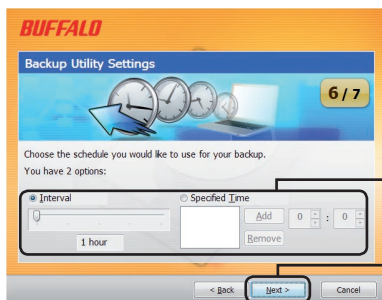 BUFFALO
Backup Utility Settings
6 / 7
Choose the schedule you would like to use for your backup.
You have 2 options:
Interval
Specified Time
1 hour
Add
0 : 0
Remove
< Back
Next >
Cancel